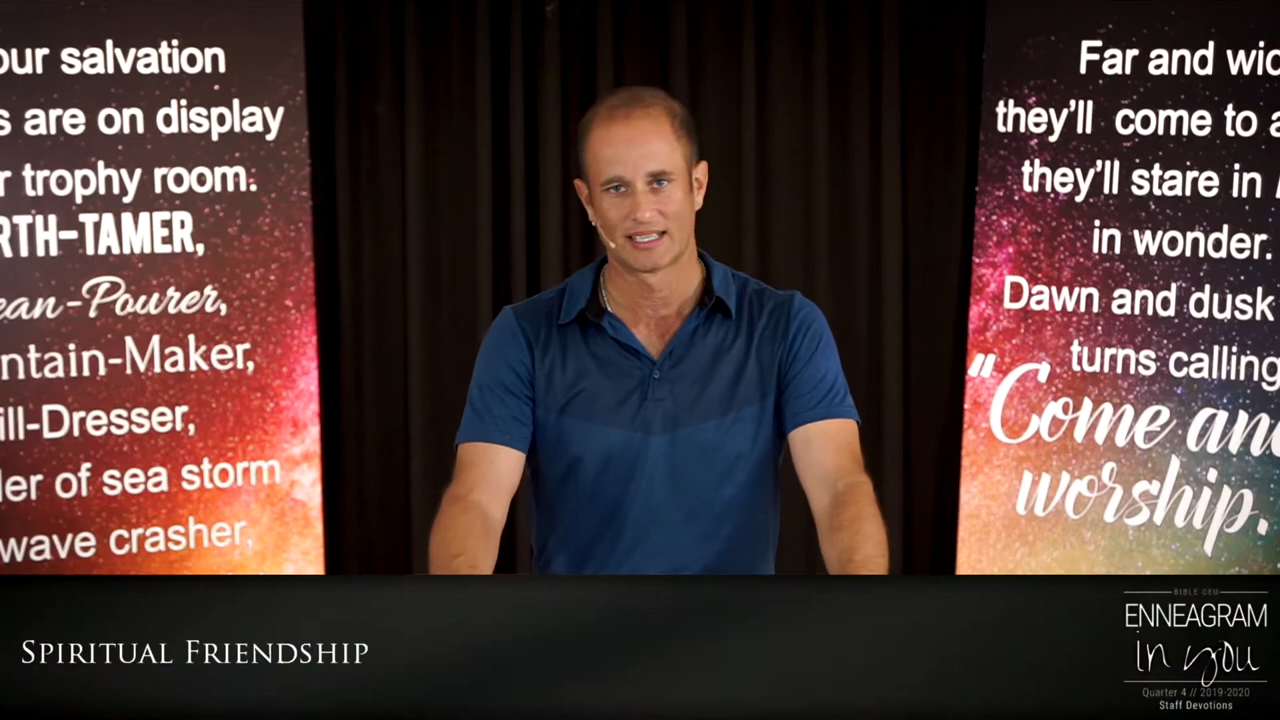 our salvation
are on display
trophy room.
RTH-TAMER,
ean-Pourer,
ntain-Maker,
ill-Dresser,
ler of sea storm
wave crasher,
Far and wid
they'll come to a
they'll stare in
in wonder.
Dawn and dusk
turns calling
"Come and
worship.
SPIRITUAL FRIENDSHIP
BIBLE CEU
ENNEAGRAM
in you
Quarter 4 // 2019-2020
Staff Devotions